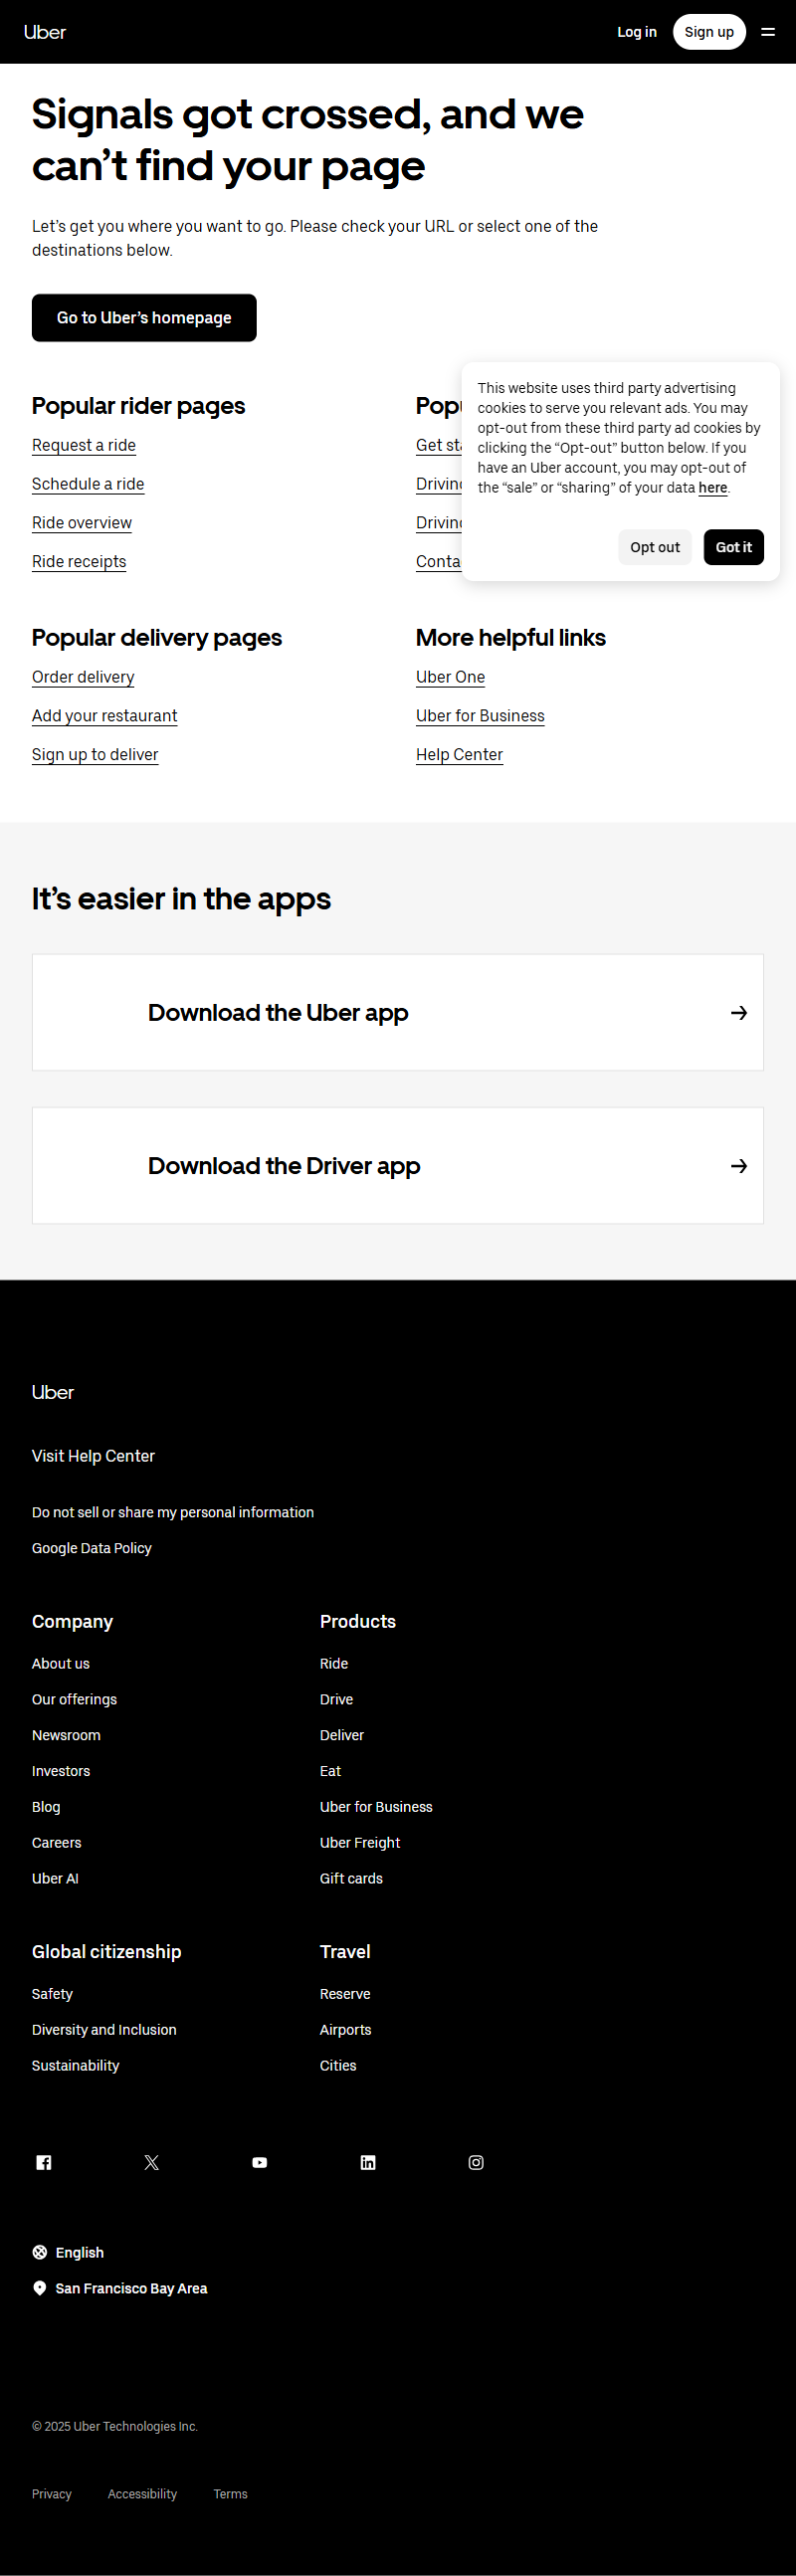 Uber
Log in
Sign up
Signals got crossed, and we
can’t find your page
Let’s get you where you want to go. Please check your URL or select one of the
destinations below.
Go to Uber’s homepage
Popular rider pages
Request a ride
Schedule a ride
Ride overview
Ride receipts
Get
This website uses third party advertising
cookies to serve you relevant ads. You may
opt-out from these third party ad cookies by
clicking the “Opt-out” button below. If you
have an Uber account, you may opt-out of
the “sale” or “sharing” of your data here.
Opt out
Got it
Popular delivery pages
Order delivery
Add your restaurant
Sign up to deliver
More helpful links
Uber One
Uber for Business
Help Center
It’s easier in the apps
Download the Uber app
Download the Driver app
Uber
Visit Help Center
Do not sell or share my personal information
Google Data Policy
Company
About us
Our offerings
Newsroom
Investors
Blog
Careers
Uber AI
Products
Ride
Drive
Deliver
Eat
Uber for Business
Uber Freight
Gift cards
Global citizenship
Safety
Diversity and Inclusion
Sustainability
Travel
Reserve
Airports
Cities
English
San Francisco Bay Area
© 2025 Uber Technologies Inc.
Privacy
Accessibility
Terms